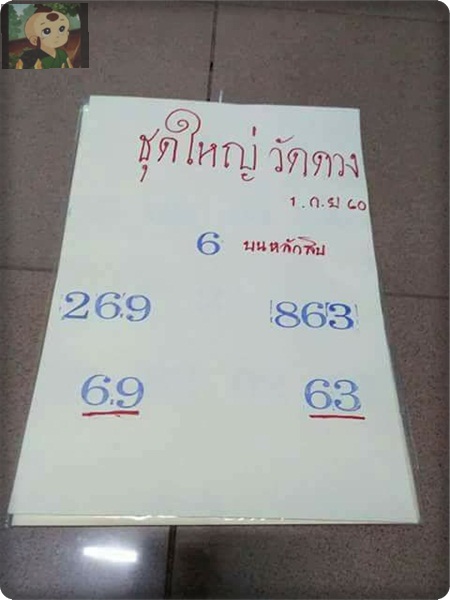 ชุดใหญ่ วัดดวง
1. ก.ย 60
6 บนหลักสิบ
269 863
69 63